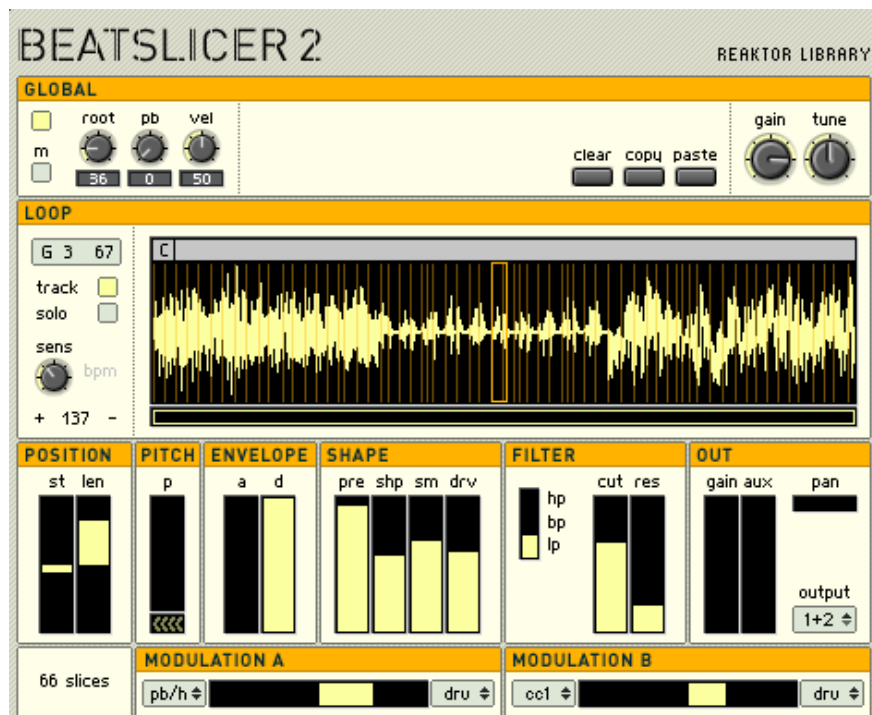 BEATSLICER 2
REAKTOR LIBRARY
GLOBAL
root pb vel
gain tune
m
clear copy paste
36 0 50
LOOP
G 3 67
C
track
solo
sens
bpm
+ 137 -
POSITION PITCH ENVELOPE SHAPE FILTER OUT
st len p a d pre shp sm drv cut res gain aux pan
hp
bp
lp
output
1+2
MODULATION A MODULATION B
66 slices
pb/h drv cc1 drv